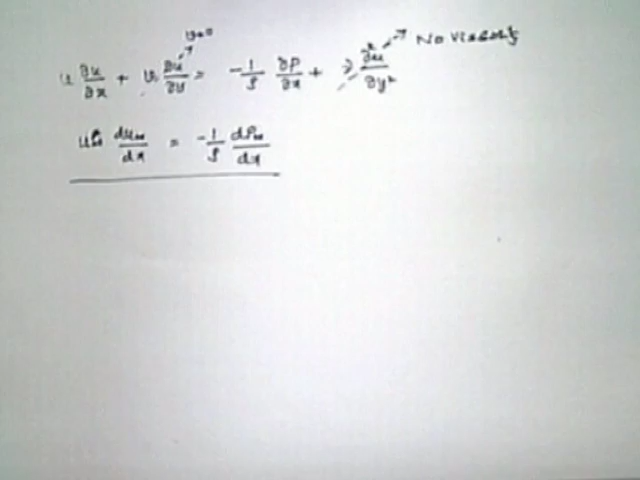 v=0
u ∂u/∂x + v ∂u/∂y = -1/ρ ∂P/∂x + ν ∂²u/∂y² → No viscosity
u∞ du∞/dx = -1/ρ dP∞/dx